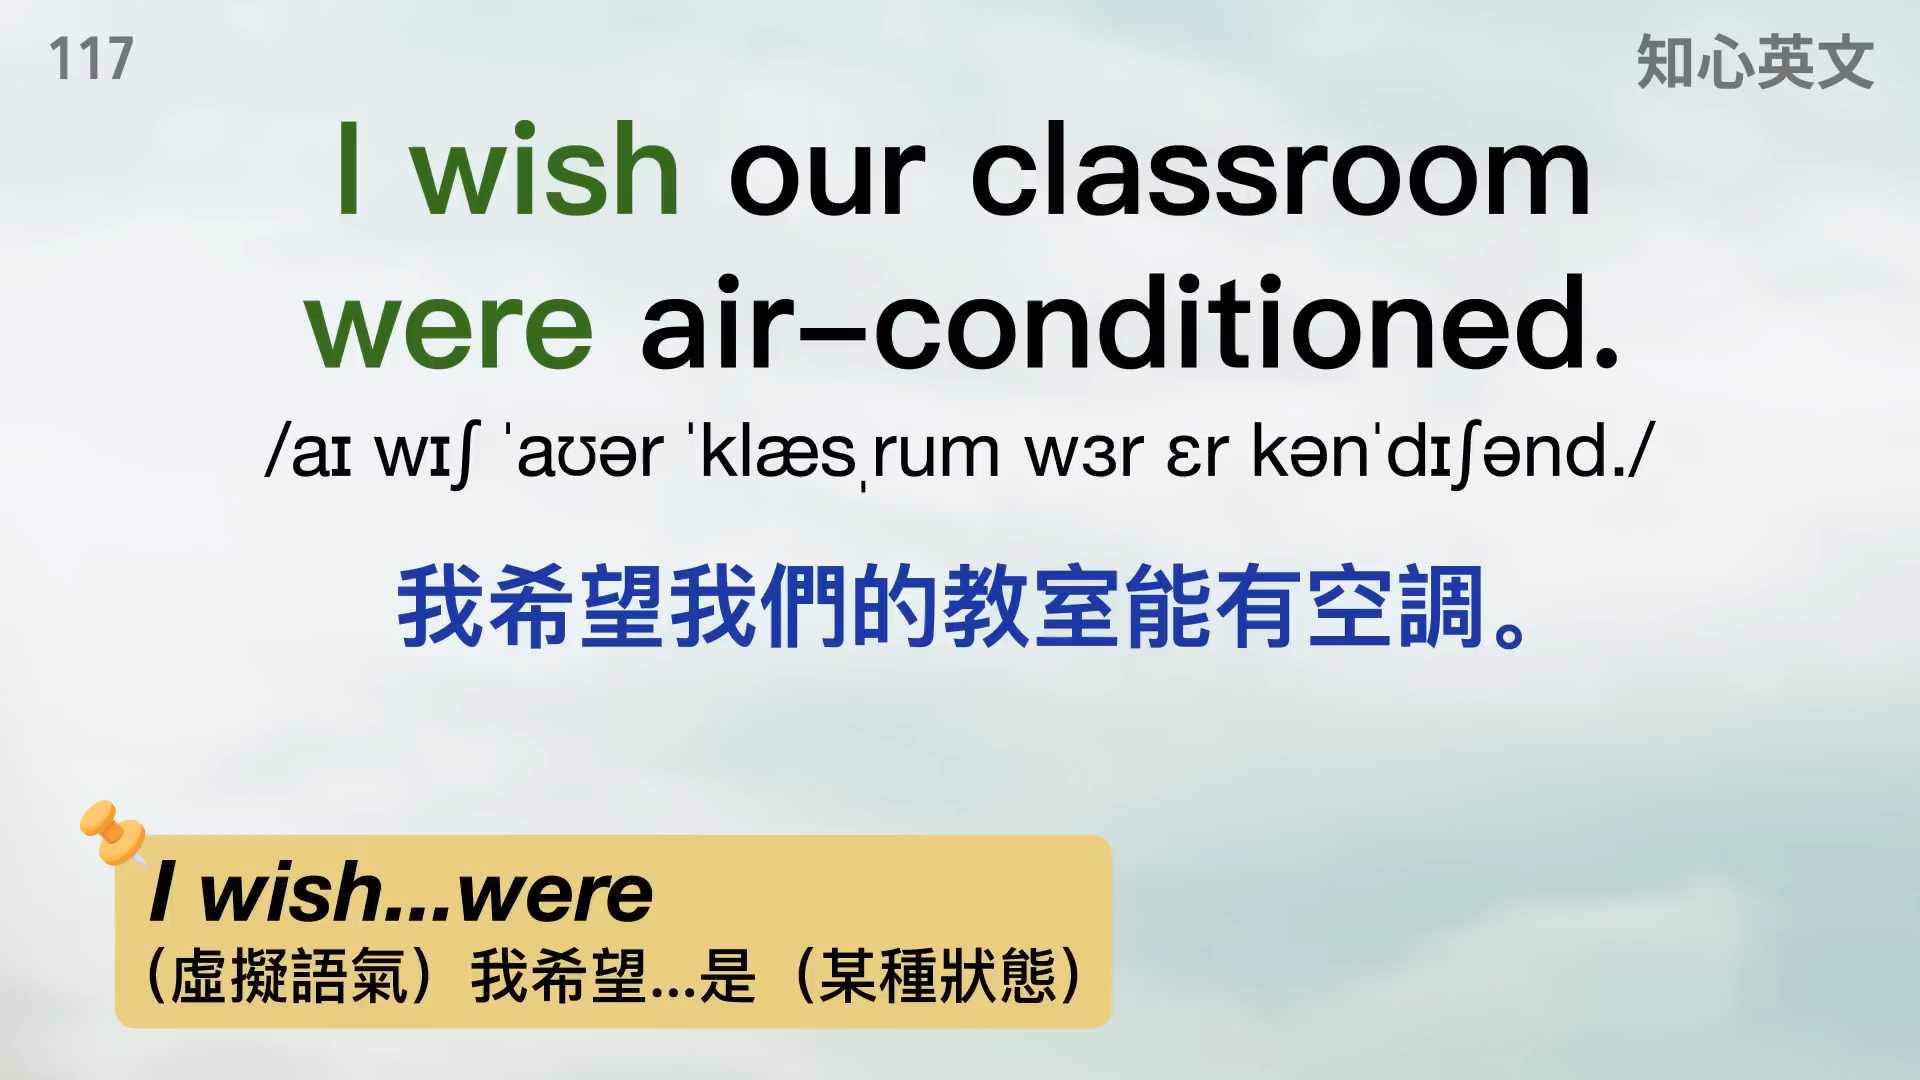 117
知心英文
I wish our classroom
were air-conditioned.
/aɪ wɪʃ ˈaʊər ˈklæsˌrum wɜr ɛr kənˈdɪʃənd./
我希望我們的教室能有空調。
I wish...were
（虛擬語氣）我希望...是（某種狀態）